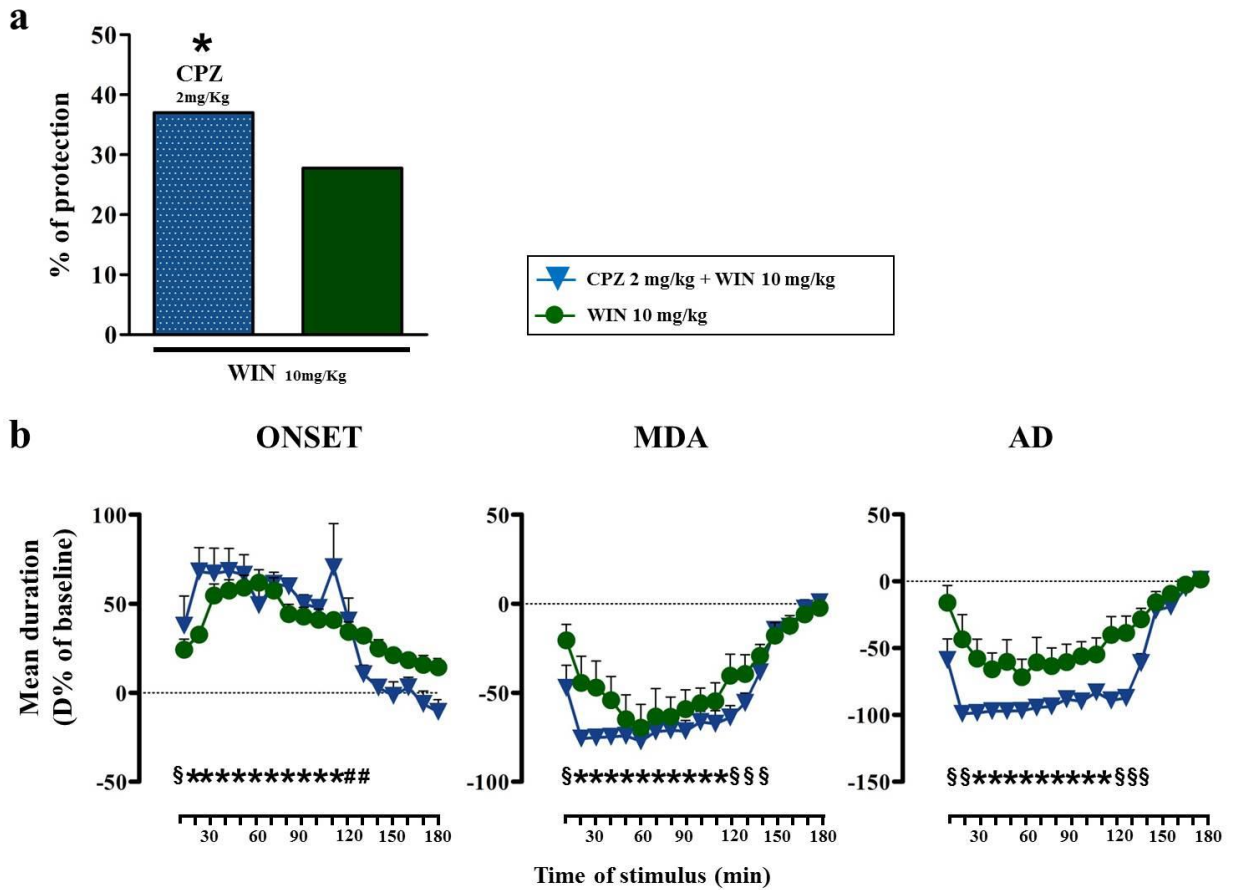 a
50
40
30
20
10
0
% of protection
*
CPZ
2mg/Kg
WIN 10mg/Kg
CPZ 2 mg/kg + WIN 10 mg/kg
WIN 10 mg/kg
b
ONSET
MDA
AD
Mean duration
(D% of baseline)
100
50
0
-50
§***********##
30 60 90 120 150 180
50
0
-50
-100
§***********§§§
30 60 90 120 150 180
50
0
-50
-100
-150
§§**********§§§
30 60 90 120 150 180
Time of stimulus (min)